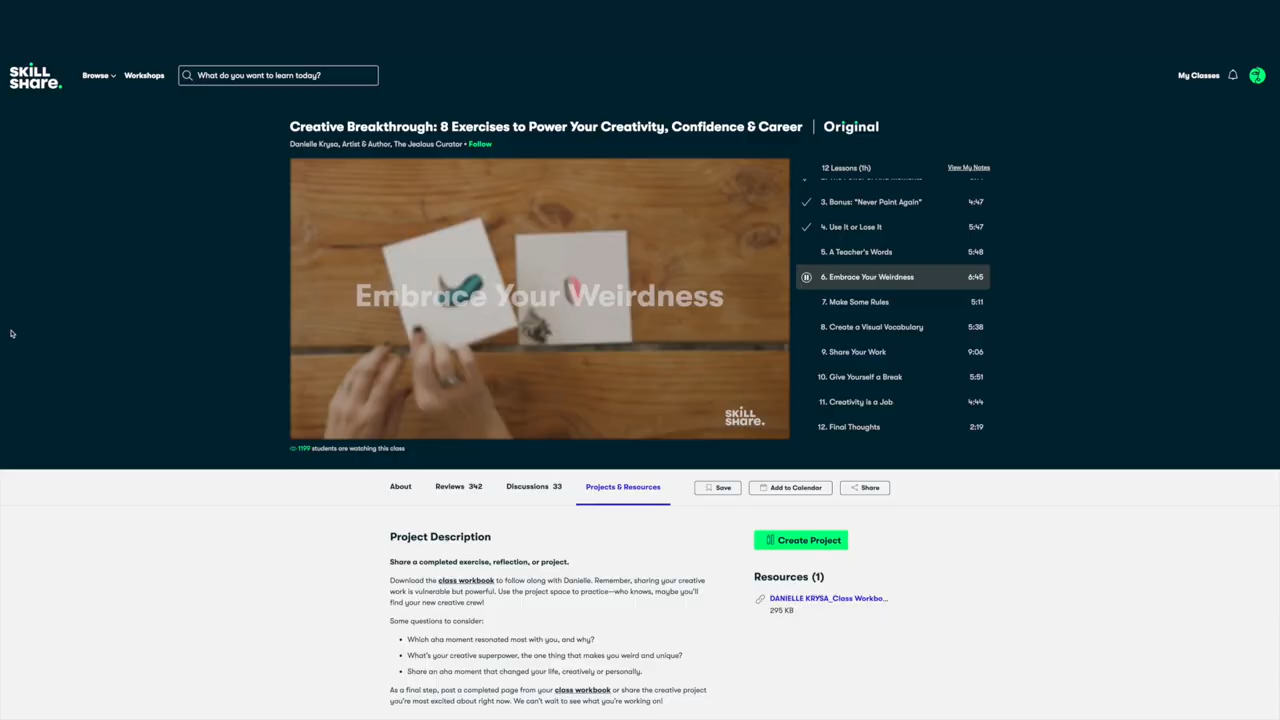 SKILL
SHARE.
Browse
Workshops
What do you want to learn today?
My Classes
Creative Breakthrough: 8 Exercises to Power Your Creativity, Confidence & Career | Original
Danielle Krysa, Artist & Author, The Jealous Curator • Follow
12 Lessons (1h)
View My Notes
3. Bonus: "Never Paint Again" 4:47
4. Use It or Lose It 5:47
5. A Teacher's Words 5:48
6. Embrace Your Weirdness 6:45
7. Make Some Rules 5:11
8. Create a Visual Vocabulary 5:38
9. Share Your Work 9:06
10. Give Yourself a Break 5:51
11. Creativity is a Job 4:44
12. Final Thoughts 2:19
Embrace Your Weirdness
SKILL
SHARE.
1199 students are watching this class
About
Reviews 342
Discussions 33
Projects & Resources
Save
Add to Calendar
Share
Project Description
Share a completed exercise, reflection, or project.
Download the class workbook to follow along with Danielle. Remember, sharing your creative
work is vulnerable but powerful. Use the project space to practice—who knows, maybe you'll
find your new creative crew!
Some questions to consider:
• Which aha moment resonated most with you, and why?
• What's your creative superpower, the one thing that makes you weird and unique?
• Share an aha moment that changed your life, creatively or personally.
As a final step, post a completed page from your class workbook or share the creative project
you're most excited about right now. We can't wait to see what you're working on!
Create Project
Resources (1)
DANIELLE KRYSA_Class Workbo...
295 KB